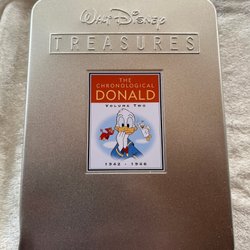 WALT DISNEY
TREASURES
THE
CHRONOLOGICAL
DONALD
VOLUME TWO
1942 - 1946